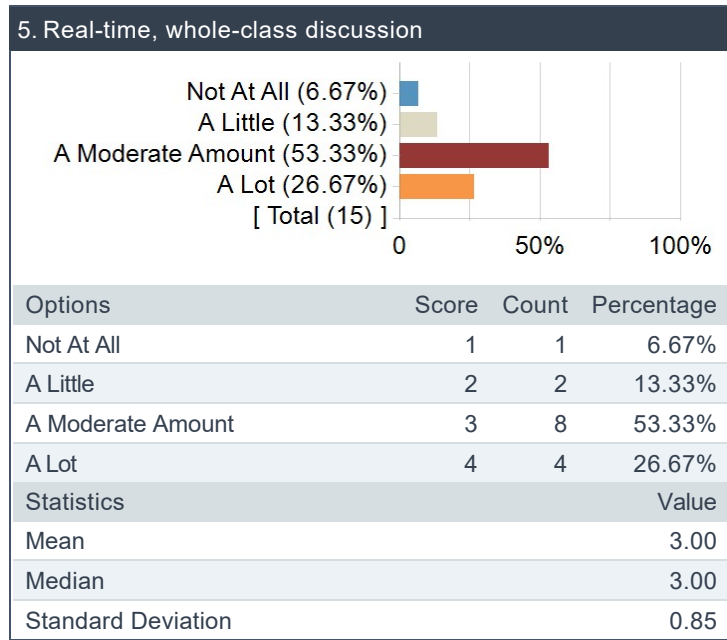 5. Real-time, whole-class discussion
Not At All (6.67%)
A Little (13.33%)
A Moderate Amount (53.33%)
A Lot (26.67%)
[ Total (15) ]
0 50% 100%
Options Score Count Percentage
Not At All 1 1 6.67%
A Little 2 2 13.33%
A Moderate Amount 3 8 53.33%
A Lot 4 4 26.67%
Statistics Value
Mean 3.00
Median 3.00
Standard Deviation 0.85